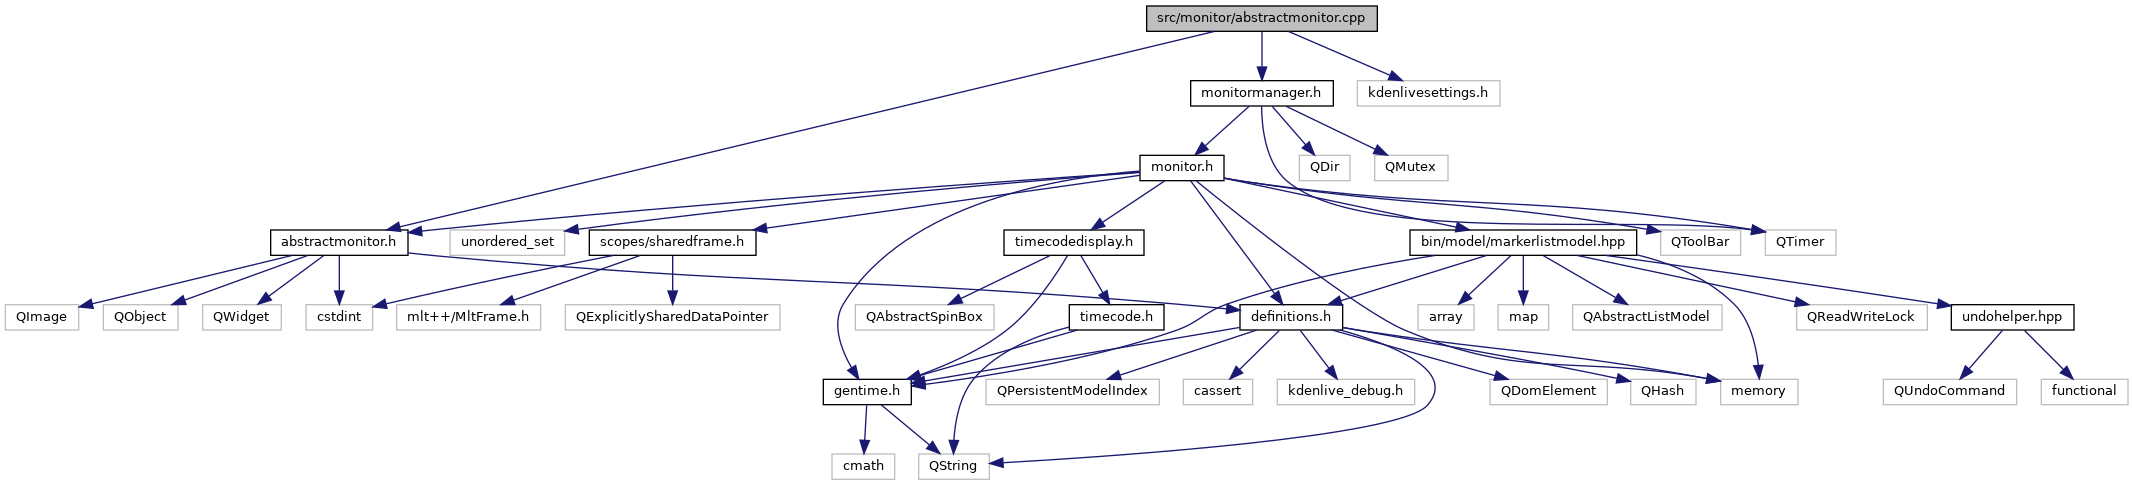 src/monitor/abstractmonitor.cpp
monitormanager.h
kdenlivesettings.h
monitor.h
QDir
QMutex
abstractmonitor.h
unordered_set
scopes/sharedframe.h
timecodedisplay.h
bin/model/markerlistmodel.hpp
QToolBar
QTimer
QImage
QObject
QWidget
cstdint
mlt++/MltFrame.h
QExplicitlySharedDataPointer
QAbstractSpinBox
timecode.h
definitions.h
array
map
QAbstractListModel
QReadWriteLock
undohelper.hpp
gentime.h
QPersistentModelIndex
cassert
kdenlive_debug.h
QDomElement
QHash
memory
QUndoCommand
functional
cmath
QString